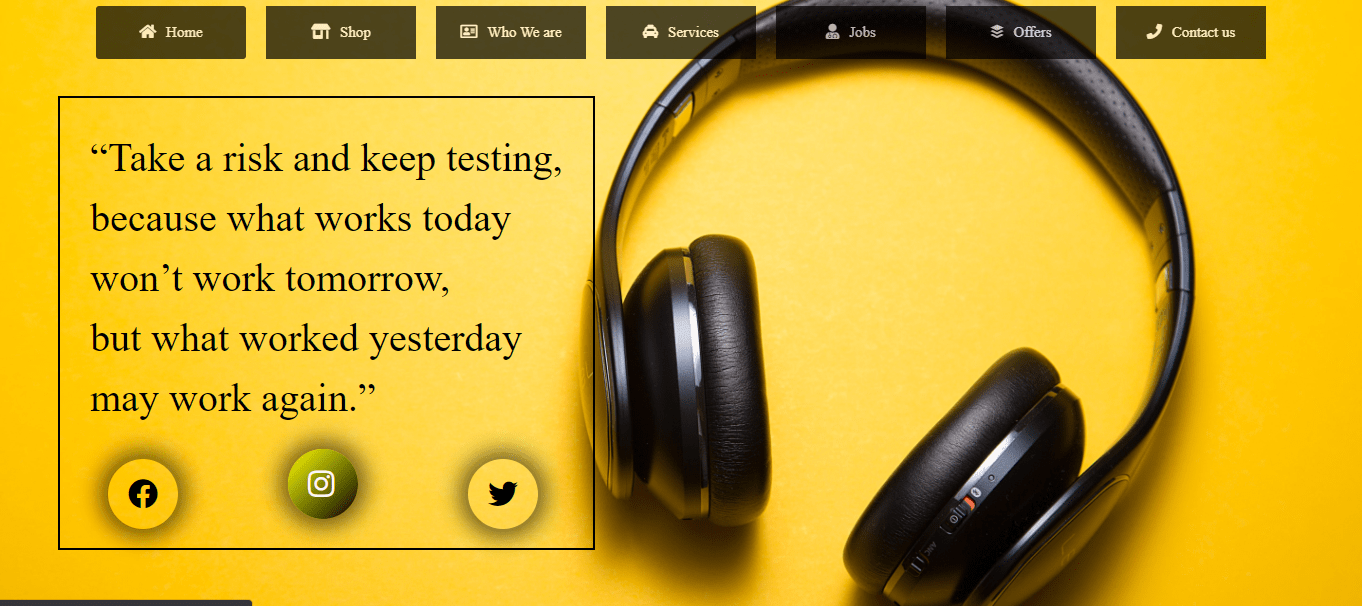 Home
Shop
Who We are
Services
Jobs
Offers
Contact us
“Take a risk and keep testing,
because what works today
won’t work tomorrow,
but what worked yesterday
may work again.”